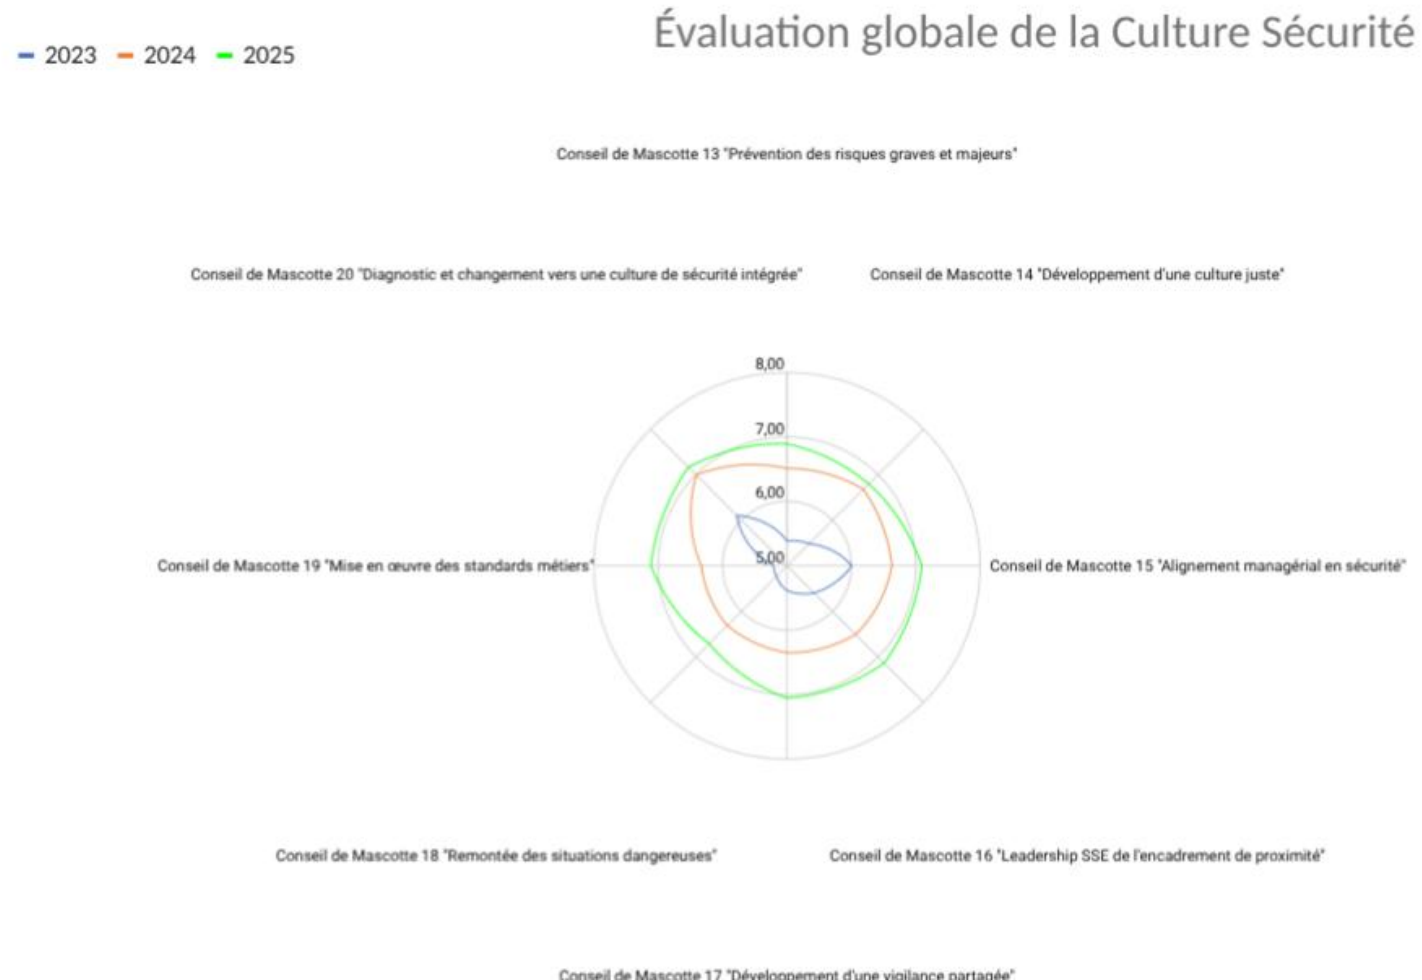 Évaluation globale de la Culture Sécurité
2023 2024 2025
Conseil de Mascotte 13 "Prévention des risques graves et majeurs"
Conseil de Mascotte 20 "Diagnostic et changement vers une culture de sécurité intégrée"
Conseil de Mascotte 14 "Développement d'une culture juste"
8,00
7,00
6,00
5,00
Conseil de Mascotte 19 "Mise en œuvre des standards métiers"
Conseil de Mascotte 15 "Alignement managérial en sécurité"
Conseil de Mascotte 18 "Remontée des situations dangereuses"
Conseil de Mascotte 16 "Leadership SSE de l'encadrement de proximité"
Conseil de Mascotte 17 "Développement d'une vigilance partagée"